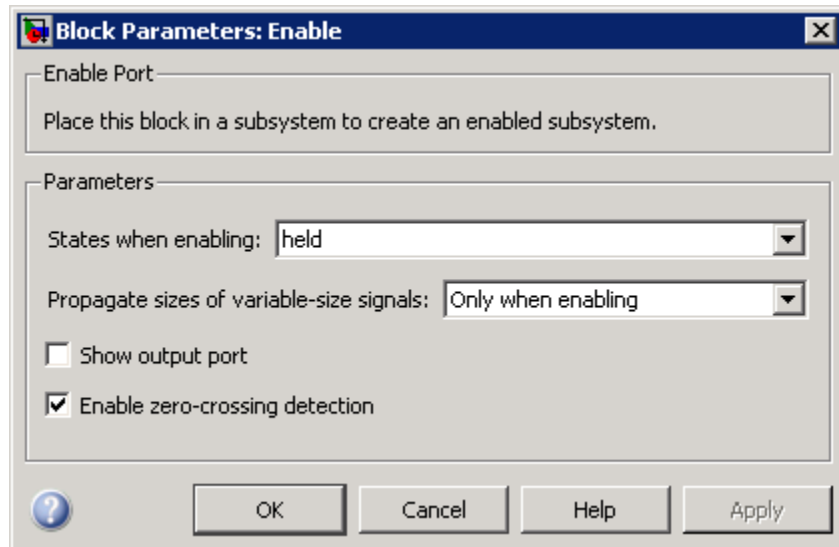 Block Parameters: Enable
Enable Port
Place this block in a subsystem to create an enabled subsystem.
Parameters
States when enabling: held
Propagate sizes of variable-size signals: Only when enabling
Show output port
Enable zero-crossing detection
? OK Cancel Help Apply